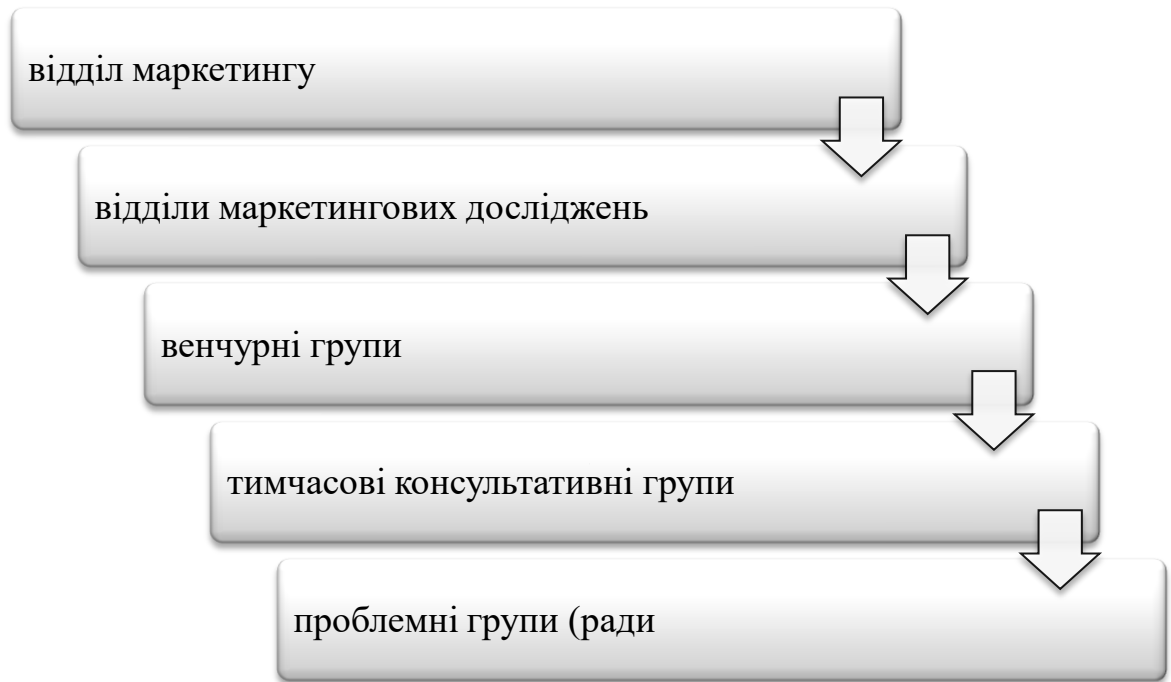 відділ маркетингу
відділи маркетингових досліджень
венчурні групи
тимчасові консультативні групи
проблемні групи (ради